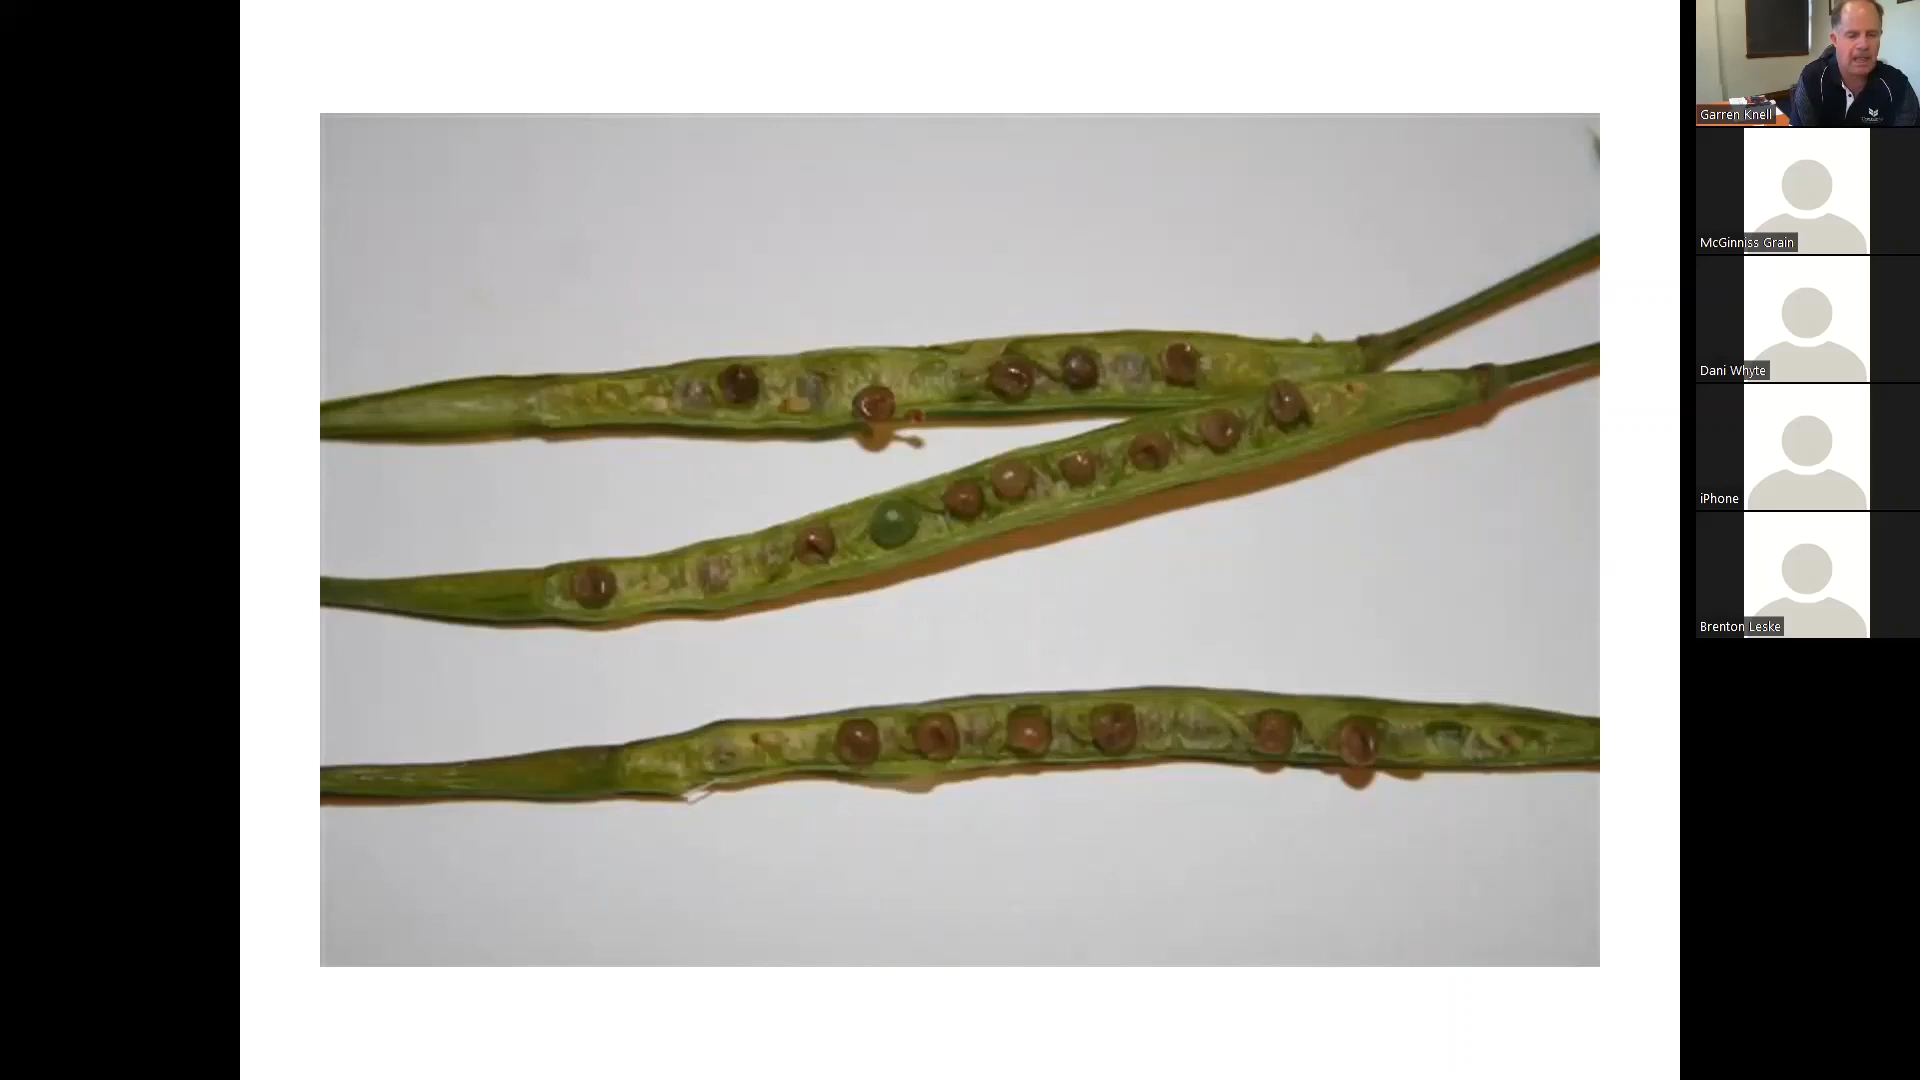 Garren Knell
McGinniss Grain
Dani Whyte
iPhone
Brenton Leske